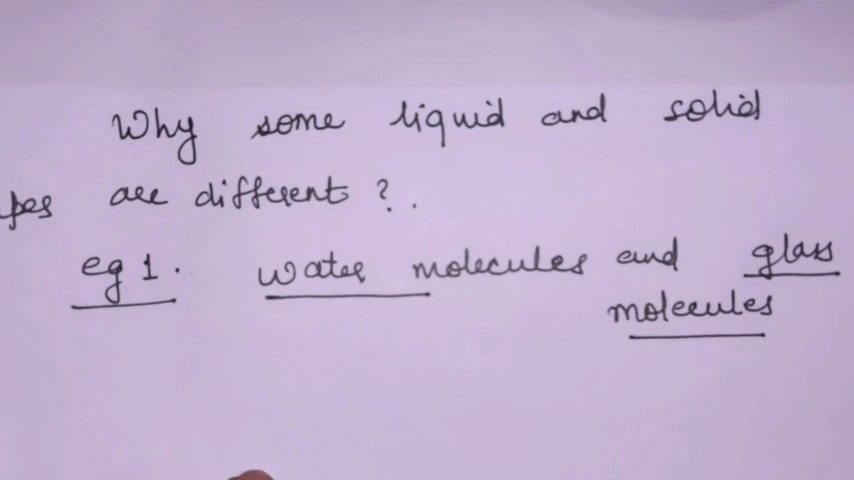 Why some liquid and solid
are different ?.
eg 1. water molecules and glass
molecules